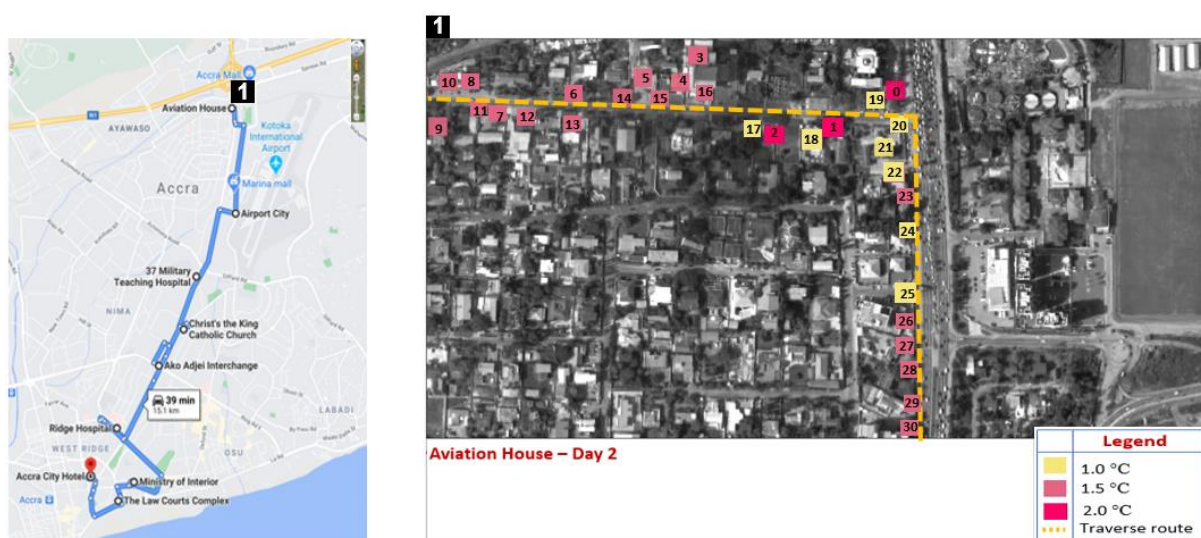 1
Accra Mall
Aviation House
1
N1
AYAWASO
Kotoka
International
Airport
Accra
Marina mall
Airport City
37 Military
Teaching Hospital
NIMA
Christ's the King
Catholic Church
Ako Adjei Interchange
39 min
15.1 km
LABADI
Ridge Hospital
OSU
WEST RIDGE
Accra City Hotel
Ministry of Interior
Accra
The Law Courts Complex
3
10 8 5 4
6 14 15 16 19 0
11 7 12
9 13 17 2 18 1 20
21
22
23
24
25
26
27
28
29
30
Aviation House – Day 2
Legend
1.0 °C
1.5 °C
2.0 °C
Traverse route